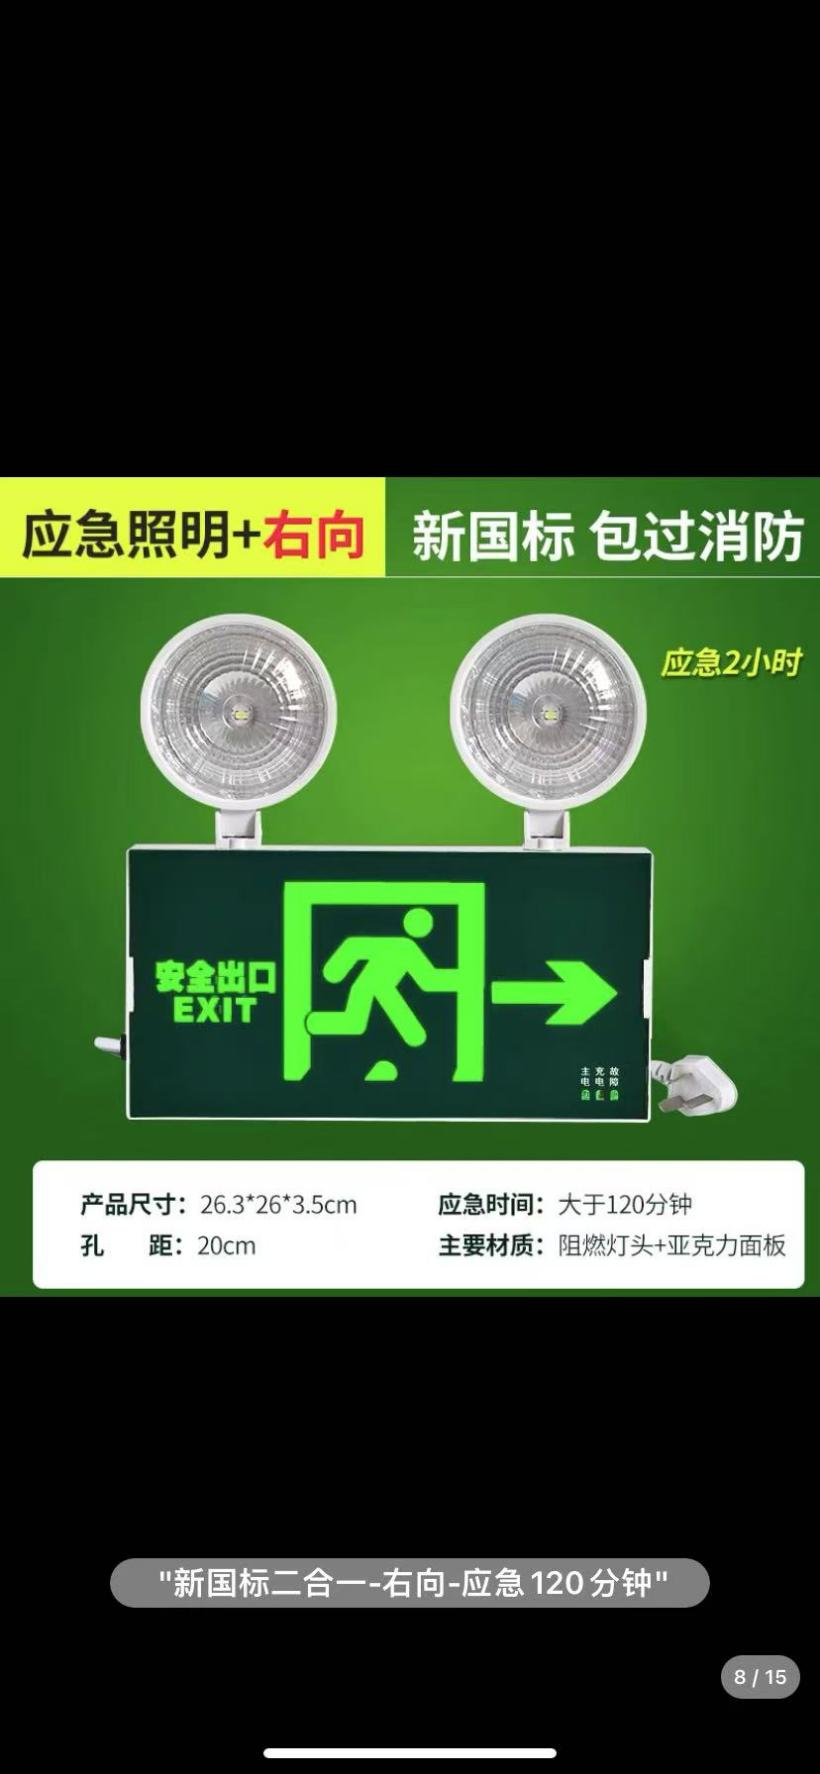 应急照明+右向
新国标 包过消防
应急2小时
安全出口
EXIT
主电 充电 故障
产品尺寸：26.3*26*3.5cm
应急时间：大于120分钟
孔 距：20cm
主要材质：阻燃灯头+亚克力面板
"新国标二合一-右向-应急120分钟"
8 / 15